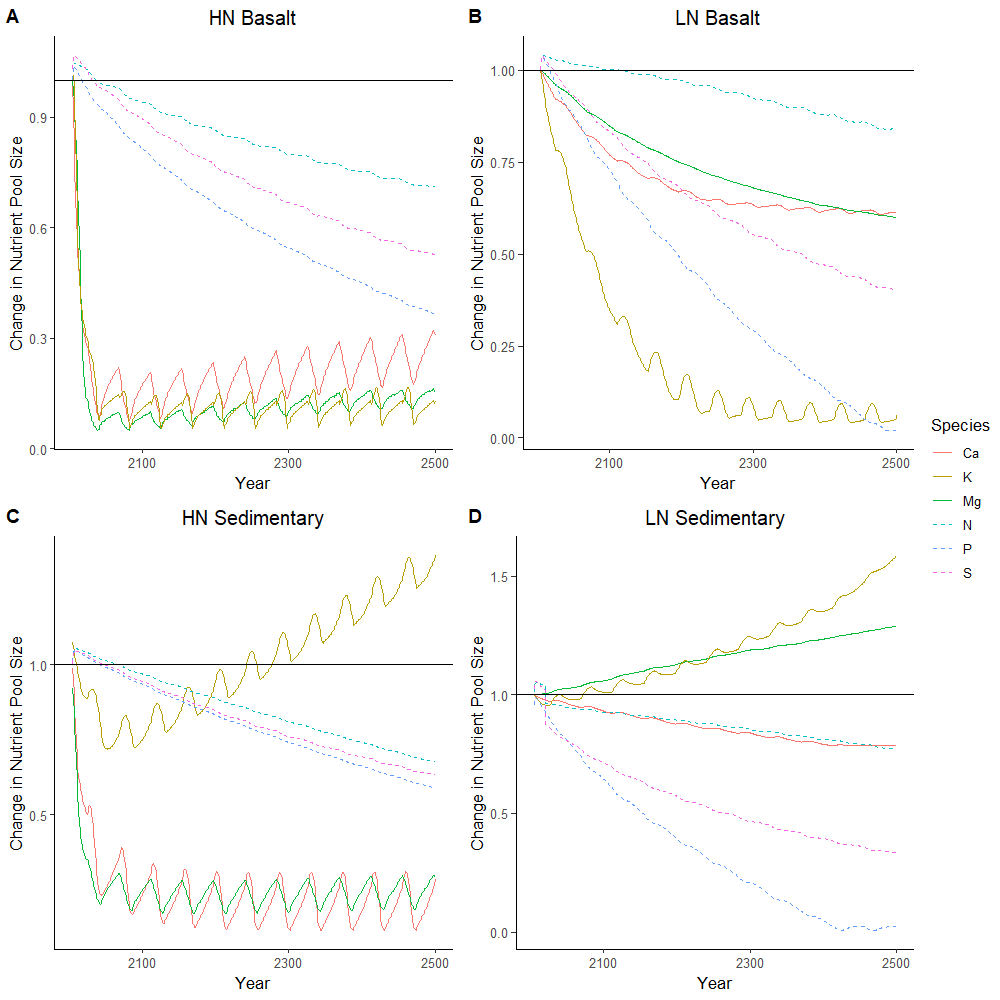 A
HN Basalt
Change in Nutrient Pool Size
0.9
0.6
0.3
0.0
2100
2300
2500
Year
B
LN Basalt
Change in Nutrient Pool Size
1.00
0.75
0.50
0.25
0.00
2100
2300
2500
Year
C
HN Sedimentary
Change in Nutrient Pool Size
1.0
0.5
2100
2300
2500
Year
D
LN Sedimentary
Change in Nutrient Pool Size
1.5
1.0
0.5
0.0
2100
2300
2500
Year
Species
Ca
K
Mg
N
P
S